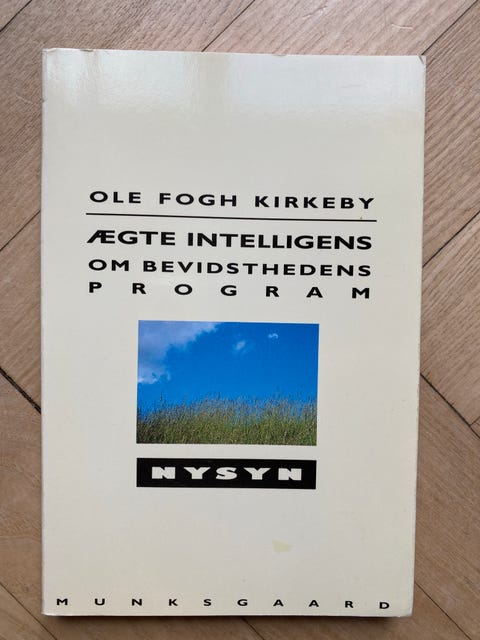 OLE FOGH KIRKEBY
ÆGTE INTELLIGENS
OM BEVIDSTHEDENS
PROGRAM
NYSYN
MUNKSGAARD